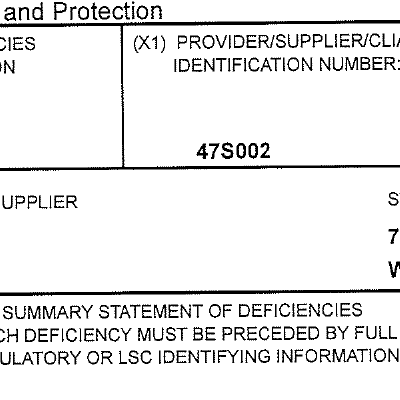 and Protection
CIES
ON
(X1) PROVIDER/SUPPLIER/CLIA
IDENTIFICATION NUMBER:
47S002
UPPLIER
S
7
W
SUMMARY STATEMENT OF DEFICIENCIES
CH DEFICIENCY MUST BE PRECEDED BY FULL
ULATORY OR LSC IDENTIFYING INFORMATION